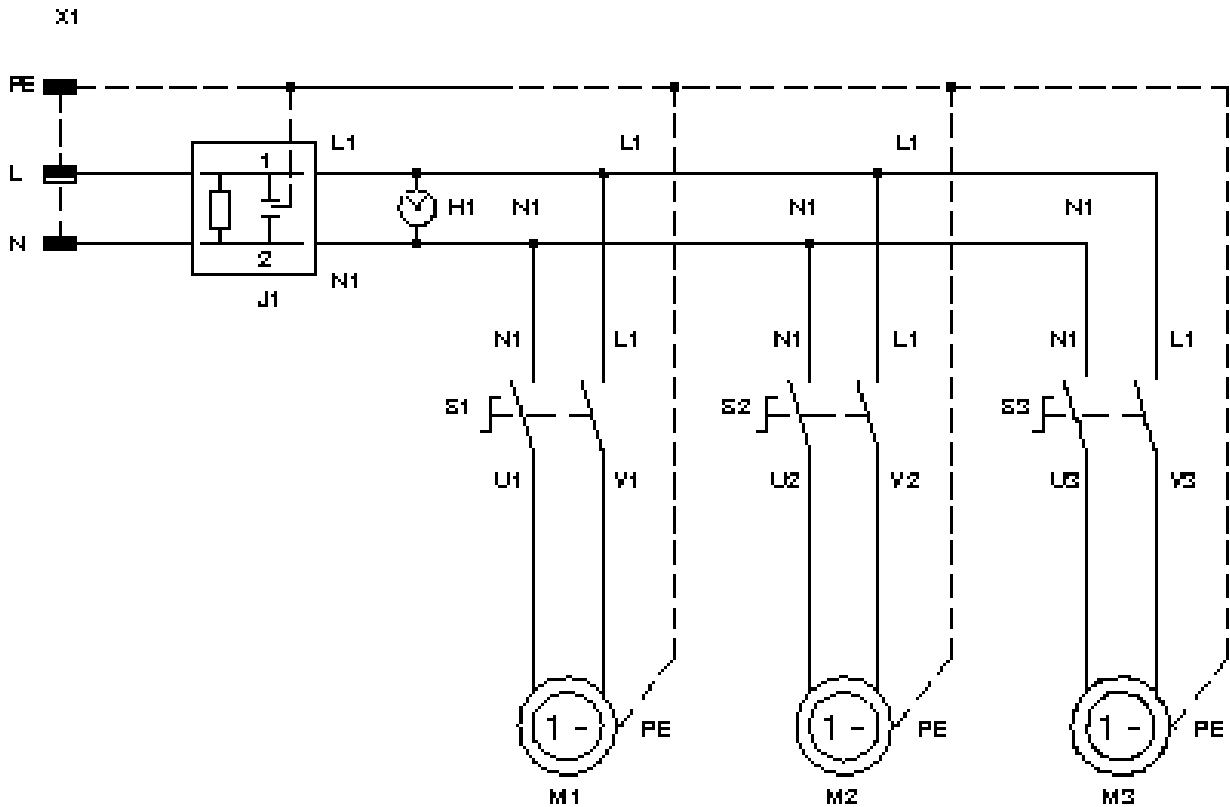 X1
PE
L1 L1 L1
L 1
H1 N1 N1 N1
N 2
J1 N1
N1 L1 N1 L1 N1 L1
S1 S2 S3
U1 V1 U2 V2 U3 V3
1 ~ PE 1 ~ PE 1 ~ PE
M1 M2 M3